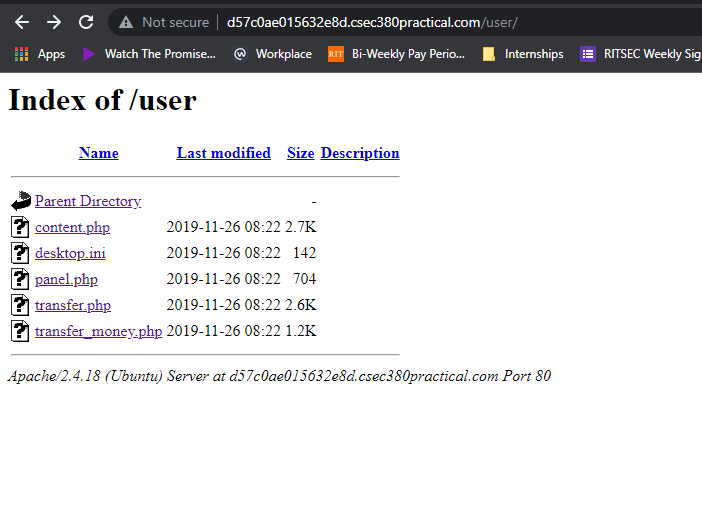 Not secure | d57c0ae015632e8d.csec380practical.com/user/
Apps Watch The Promise... Workplace RIT Bi-Weekly Pay Perio... Internships RITSEC Weekly Sig
Index of /user
Name Last modified Size Description
Parent Directory -
content.php 2019-11-26 08:22 2.7K
desktop.ini 2019-11-26 08:22 142
panel.php 2019-11-26 08:22 704
transfer.php 2019-11-26 08:22 2.6K
transfer_money.php 2019-11-26 08:22 1.2K
Apache/2.4.18 (Ubuntu) Server at d57c0ae015632e8d.csec380practical.com Port 80